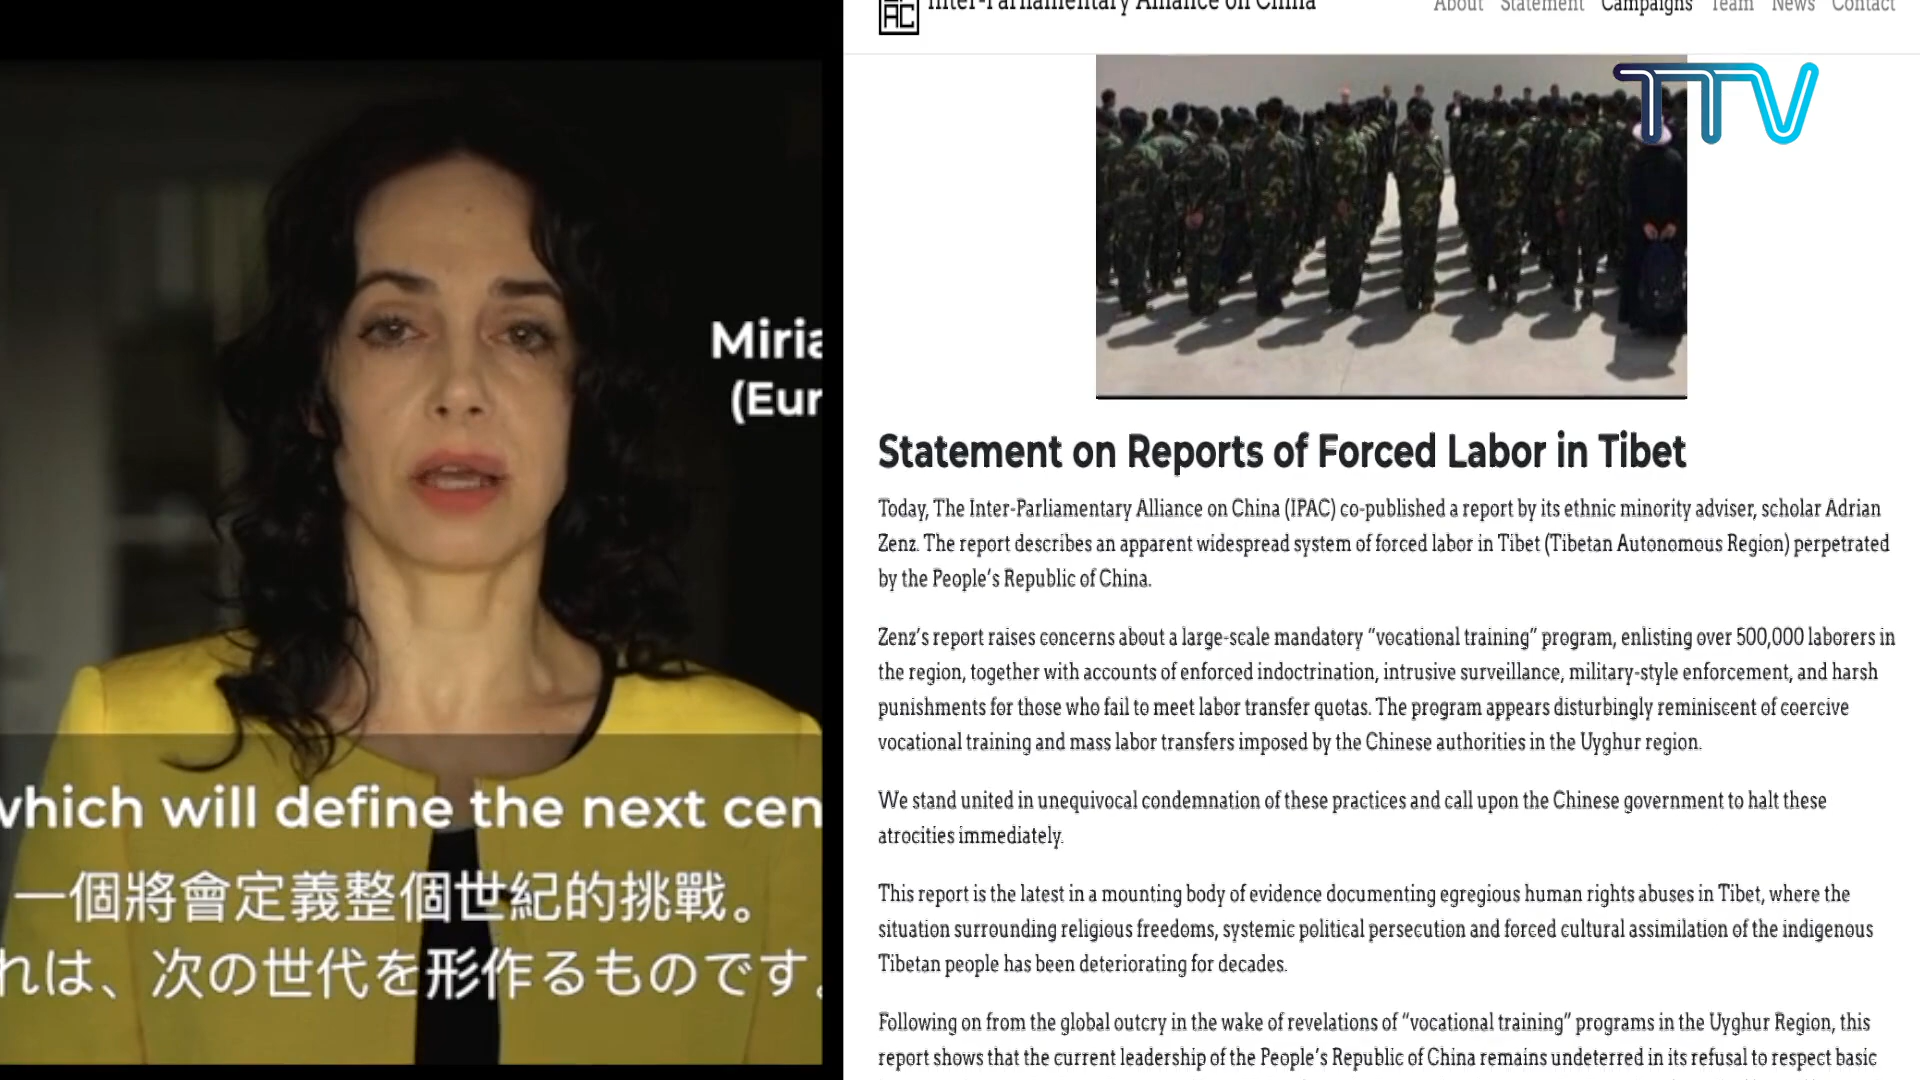 Miria
(Eur
which will define the next cen
一個將會定義整個世紀的挑戰。
れは、次の世代を形作るものです。
AC
Inter-Parliamentary Alliance on China
About Statement Campaigns Team News Contact
TTV
Statement on Reports of Forced Labor in Tibet
Today, The Inter-Parliamentary Alliance on China (IPAC) co-published a report by its ethnic minority adviser, scholar Adrian
Zenz. The report describes an apparent widespread system of forced labor in Tibet (Tibetan Autonomous Region) perpetrated
by the People’s Republic of China.
Zenz’s report raises concerns about a large-scale mandatory “vocational training” program, enlisting over 500,000 laborers in
the region, together with accounts of enforced indoctrination, intrusive surveillance, military-style enforcement, and harsh
punishments for those who fail to meet labor transfer quotas. The program appears disturbingly reminiscent of coercive
vocational training and mass labor transfers imposed by the Chinese authorities in the Uyghur region.
We stand united in unequivocal condemnation of these practices and call upon the Chinese government to halt these
atrocities immediately.
This report is the latest in a mounting body of evidence documenting egregious human rights abuses in Tibet, where the
situation surrounding religious freedoms, systemic political persecution and forced cultural assimilation of the indigenous
Tibetan people has been deteriorating for decades.
Following on from the global outcry in the wake of revelations of “vocational training” programs in the Uyghur Region, this
report shows that the current leadership of the People’s Republic of China remains undeterred in its refusal to respect basic